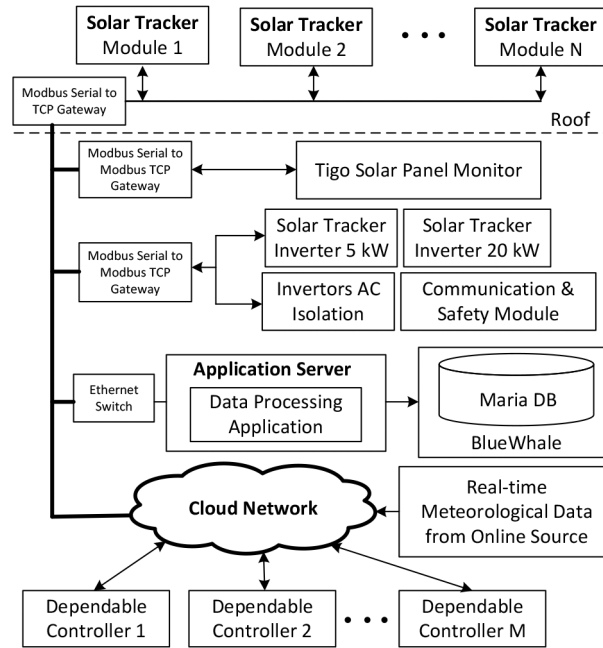 Solar Tracker
Module 1
Solar Tracker
Module 2
Solar Tracker
Module N
Modbus Serial to
TCP Gateway
Roof
Modbus Serial to
Modbus TCP
Gateway
Tigo Solar Panel Monitor
Modbus Serial to
Modbus TCP
Gateway
Solar Tracker
Inverter 5 kW
Solar Tracker
Inverter 20 kW
Invertors AC
Isolation
Communication &
Safety Module
Ethernet
Switch
Application Server
Data Processing
Application
Maria DB
BlueWhale
Cloud Network
Real-time
Meteorological Data
from Online Source
Dependable
Controller 1
Dependable
Controller 2
Dependable
Controller M